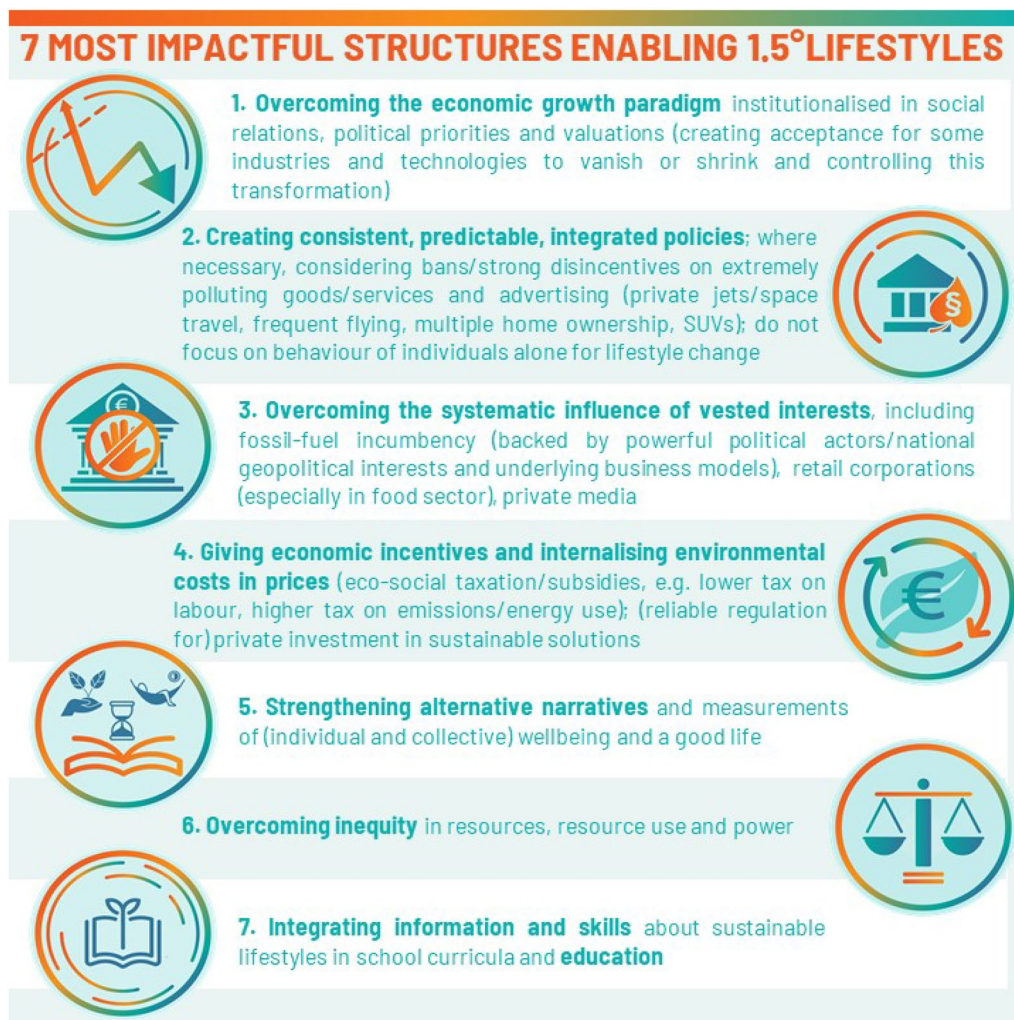 7 MOST IMPACTFUL STRUCTURES ENABLING 1.5°LIFESTYLES
1. Overcoming the economic growth paradigm institutionalised in social
relations, political priorities and valuations (creating acceptance for some
industries and technologies to vanish or shrink and controlling this
transformation)
2. Creating consistent, predictable, integrated policies; where
necessary, considering bans/strong disincentives on extremely
polluting goods/services and advertising (private jets/space
travel, frequent flying, multiple home ownership, SUVs); do not
focus on behaviour of individuals alone for lifestyle change
§
€
3. Overcoming the systematic influence of vested interests, including
fossil-fuel incumbency (backed by powerful political actors/national
geopolitical interests and underlying business models), retail corporations
(especially in food sector), private media
4. Giving economic incentives and internalising environmental
costs in prices (eco-social taxation/subsidies, e.g. lower tax on
labour, higher tax on emissions/energy use); (reliable regulation
for) private investment in sustainable solutions
€
5. Strengthening alternative narratives and measurements
of (individual and collective) wellbeing and a good life
6. Overcoming inequity in resources, resource use and power
7. Integrating information and skills about sustainable
lifestyles in school curricula and education